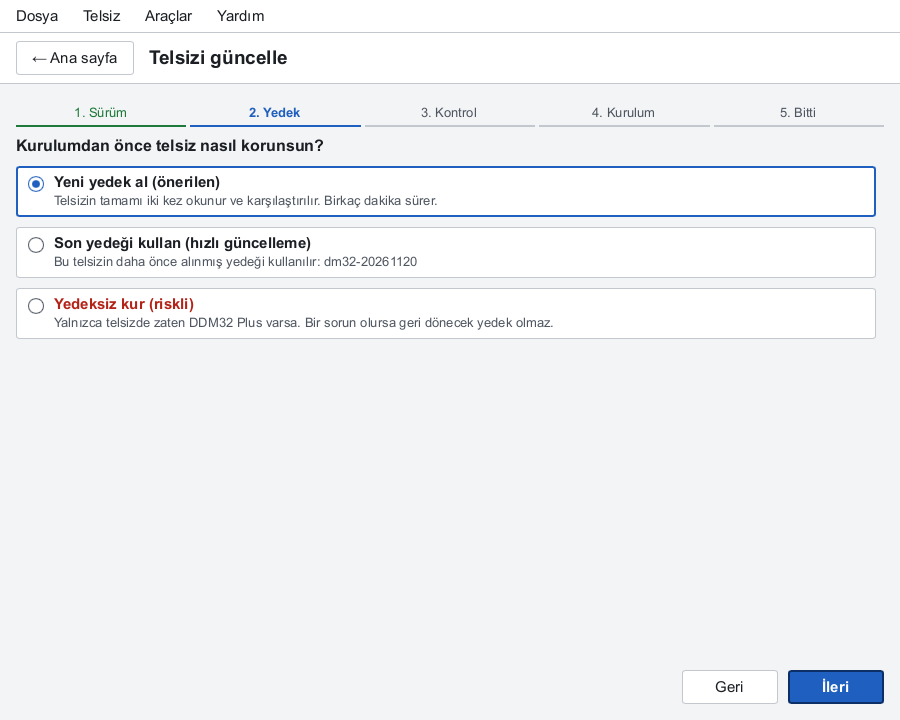 Dosya Telsiz Araçlar Yardım
← Ana sayfa Telsizi güncelle
1. Sürüm 2. Yedek 3. Kontrol 4. Kurulum 5. Bitti
Kurulumdan önce telsiz nasıl korunsun?
Yeni yedek al (önerilen)
Telsizin tamamı iki kez okunur ve karşılaştırılır. Birkaç dakika sürer.
Son yedeği kullan (hızlı güncelleme)
Bu telsizin daha önce alınmış yedeği kullanılır: dm32-20261120
Yedeksiz kur (riskli)
Yalnızca telsizde zaten DDM32 Plus varsa. Bir sorun olursa geri dönecek yedek olmaz.
Geri İleri